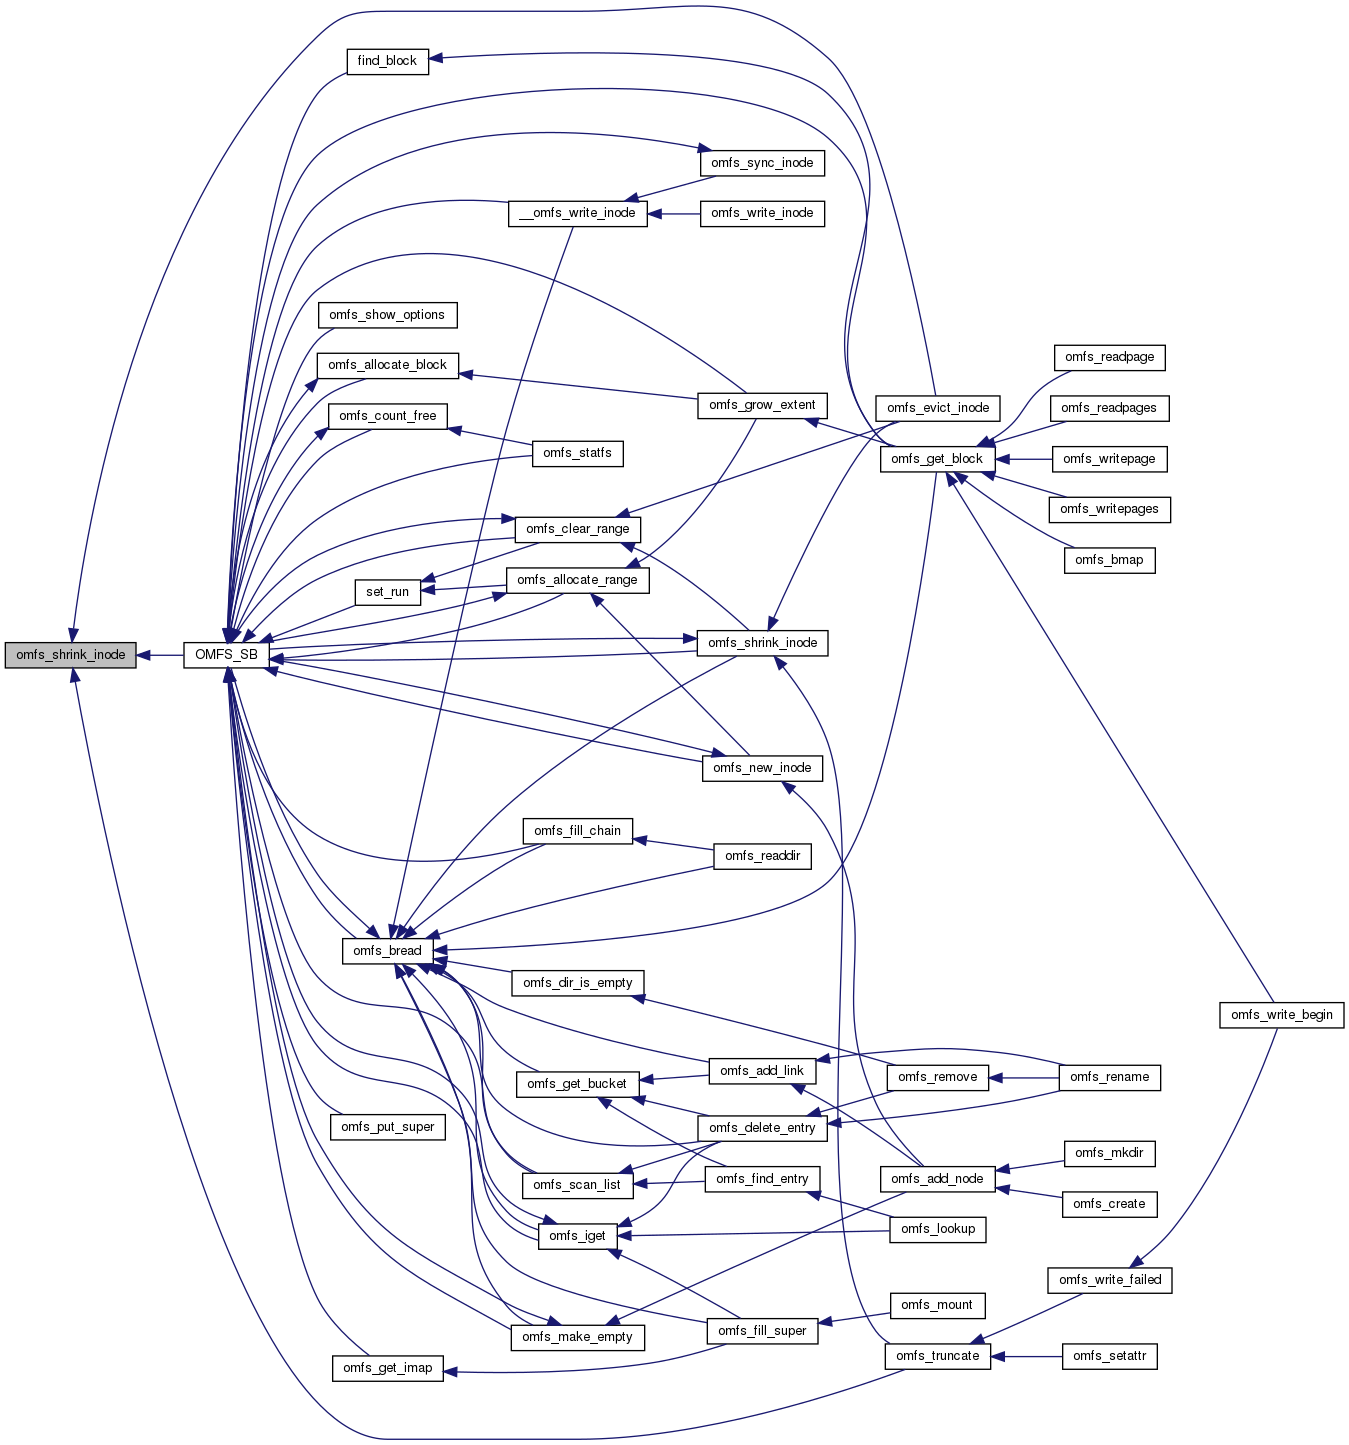 find_block
omfs_sync_inode
__omfs_write_inode
omfs_write_inode
omfs_show_options
omfs_allocate_block
omfs_readpage
omfs_count_free
omfs_grow_extent
omfs_evict_inode
omfs_readpages
omfs_statfs
omfs_get_block
omfs_writepage
omfs_clear_range
omfs_writepages
omfs_allocate_range
omfs_bmap
set_run
omfs_shrink_inode
OMFS_SB
omfs_shrink_inode
omfs_new_inode
omfs_fill_chain
omfs_readdir
omfs_bread
omfs_dir_is_empty
omfs_write_begin
omfs_get_bucket
omfs_add_link
omfs_remove
omfs_rename
omfs_put_super
omfs_delete_entry
omfs_mkdir
omfs_scan_list
omfs_find_entry
omfs_add_node
omfs_create
omfs_iget
omfs_lookup
omfs_write_failed
omfs_mount
omfs_make_empty
omfs_fill_super
omfs_get_imap
omfs_truncate
omfs_setattr